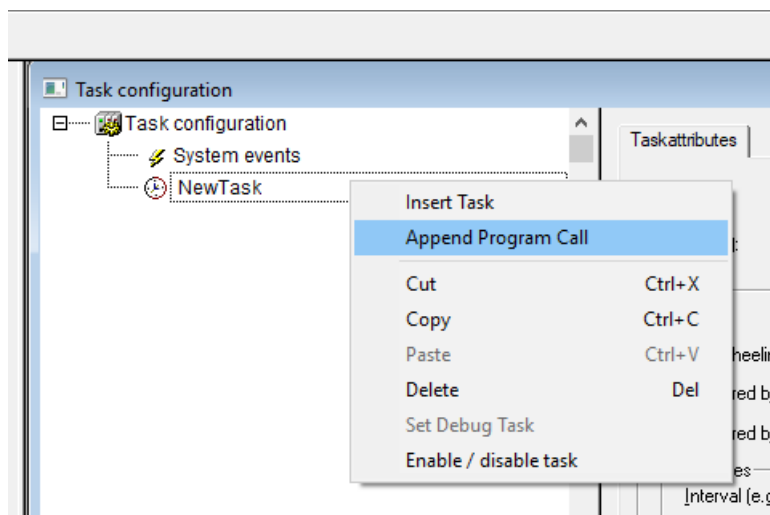 Task configuration
Task configuration
System events
NewTask
Taskattributes
Insert Task
Append Program Call
Cut Ctrl+X
Copy Ctrl+C
Paste Ctrl+V
Delete Del
Set Debug Task
Enable / disable task
Interval (e.g